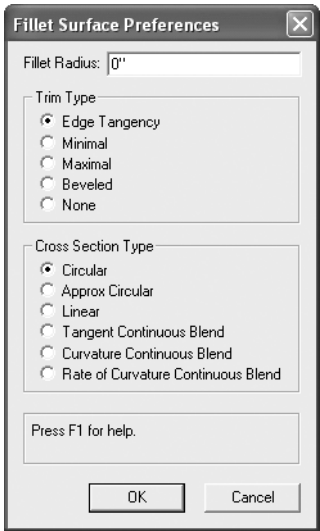 Fillet Surface Preferences
Fillet Radius: 0"
Trim Type
Edge Tangency
Minimal
Maximal
Beveled
None
Cross Section Type
Circular
Approx Circular
Linear
Tangent Continuous Blend
Curvature Continuous Blend
Rate of Curvature Continuous Blend
Press F1 for help.
OK Cancel